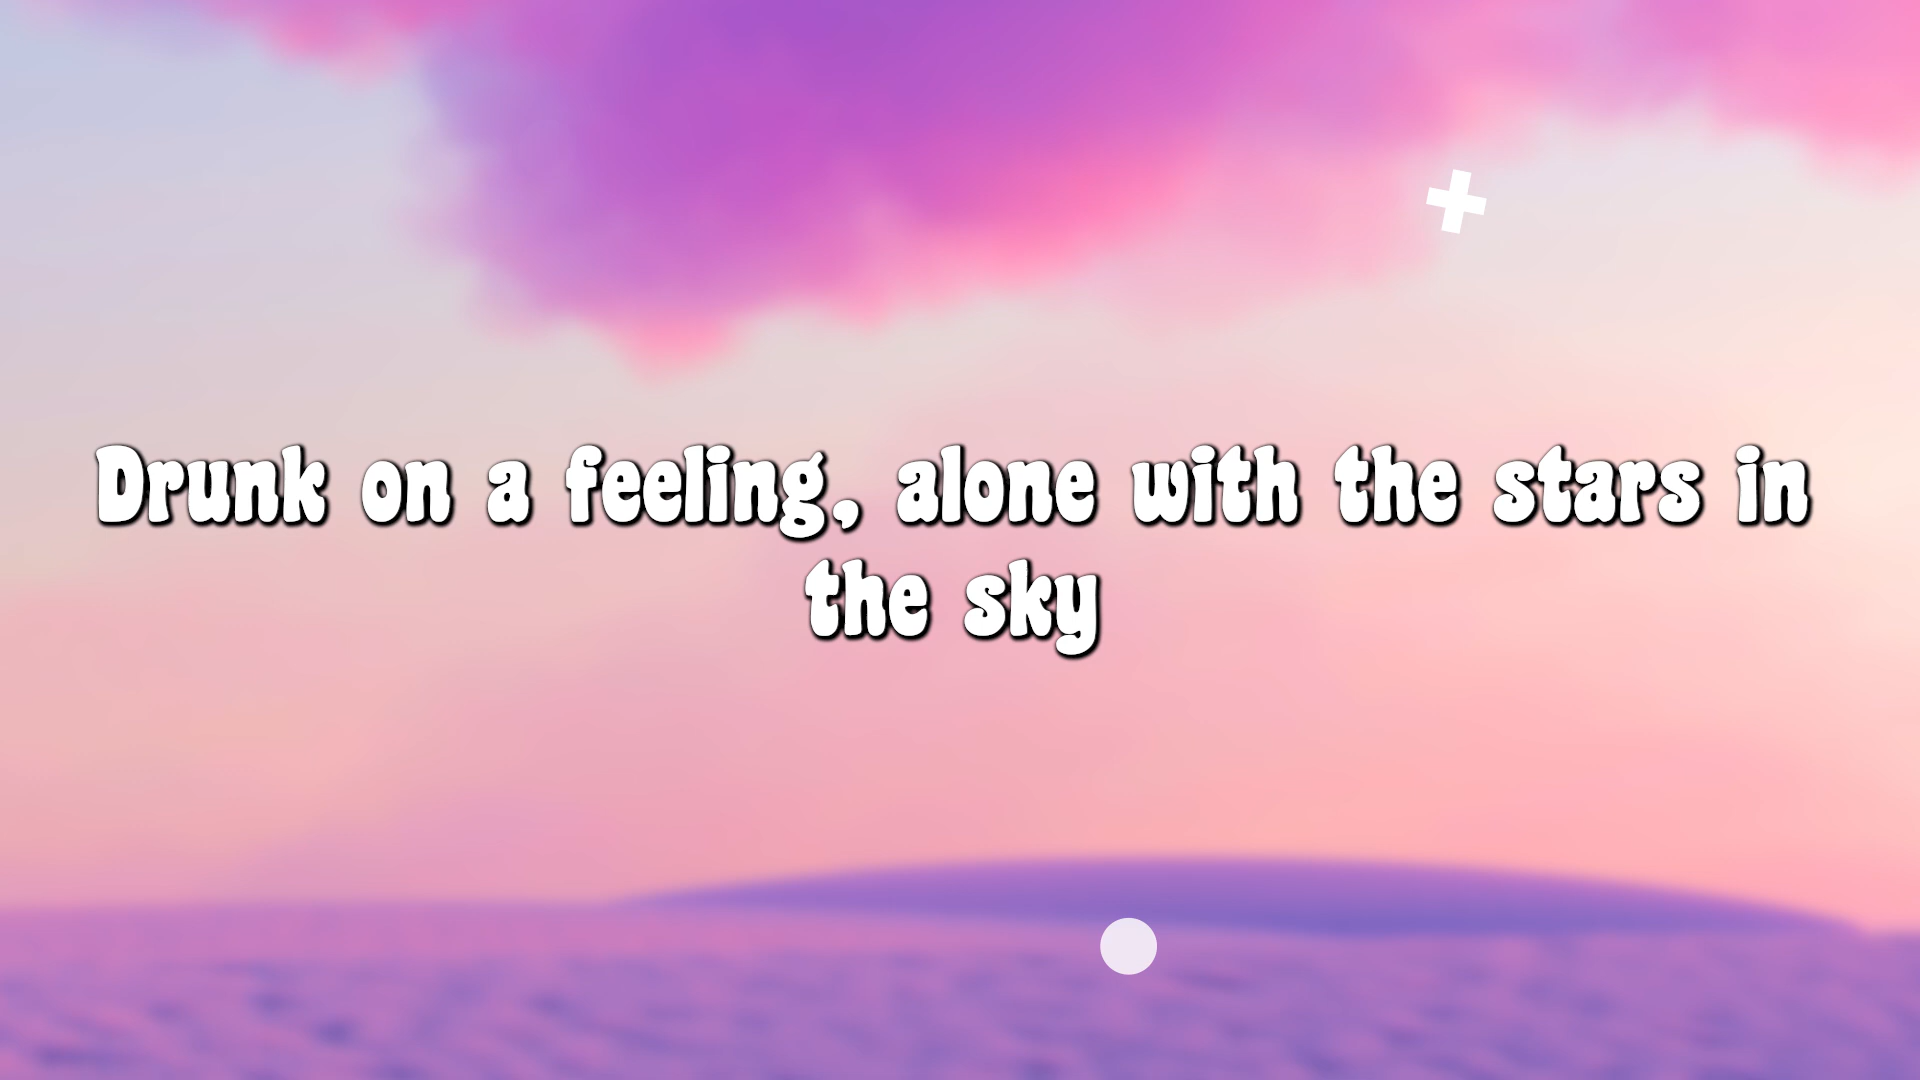 Drunk on a feeling, alone with the stars in
the sky